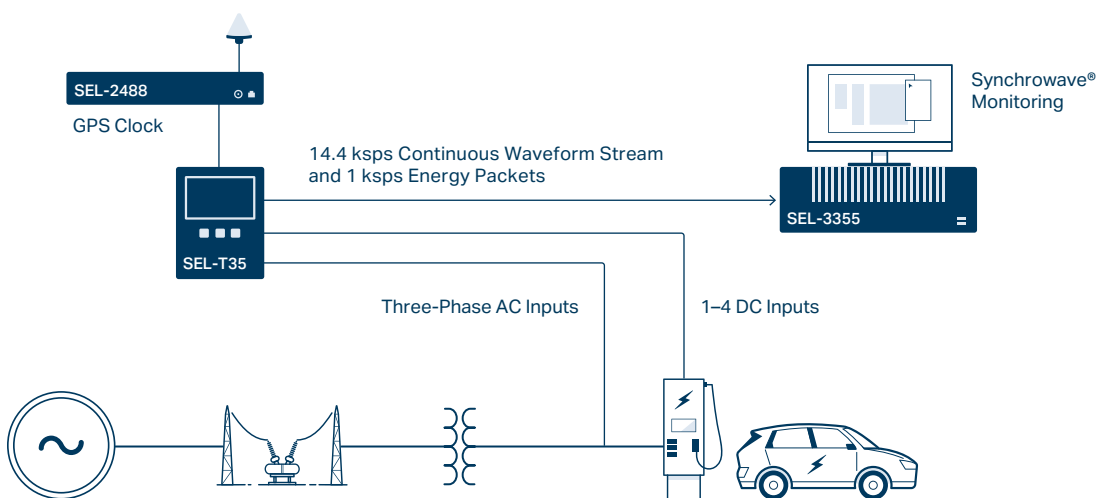 SEL-2488
GPS Clock
Synchrowave®
Monitoring
14.4 ksps Continuous Waveform Stream
and 1 ksps Energy Packets
SEL-3355
SEL-T35
Three-Phase AC Inputs
1–4 DC Inputs